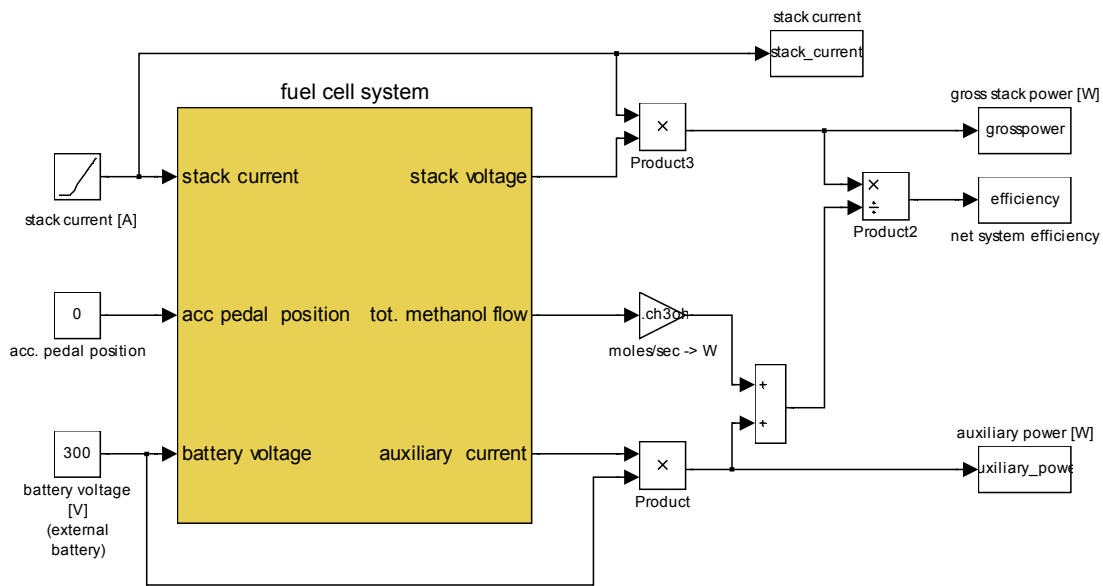 stack current
stack_current
fuel cell system
gross stack power [W]
×
grosspower
Product3
stack current
stack voltage
×
÷
efficiency
stack current [A]
Product2
net system efficiency
0
acc pedal position
tot. methanol flow
.ch3oh
acc. pedal position
moles/sec -> W
+
+
auxiliary power [W]
300
battery voltage
auxiliary current
×
uxiliary_powe
battery voltage
[V]
(external
battery)
Product